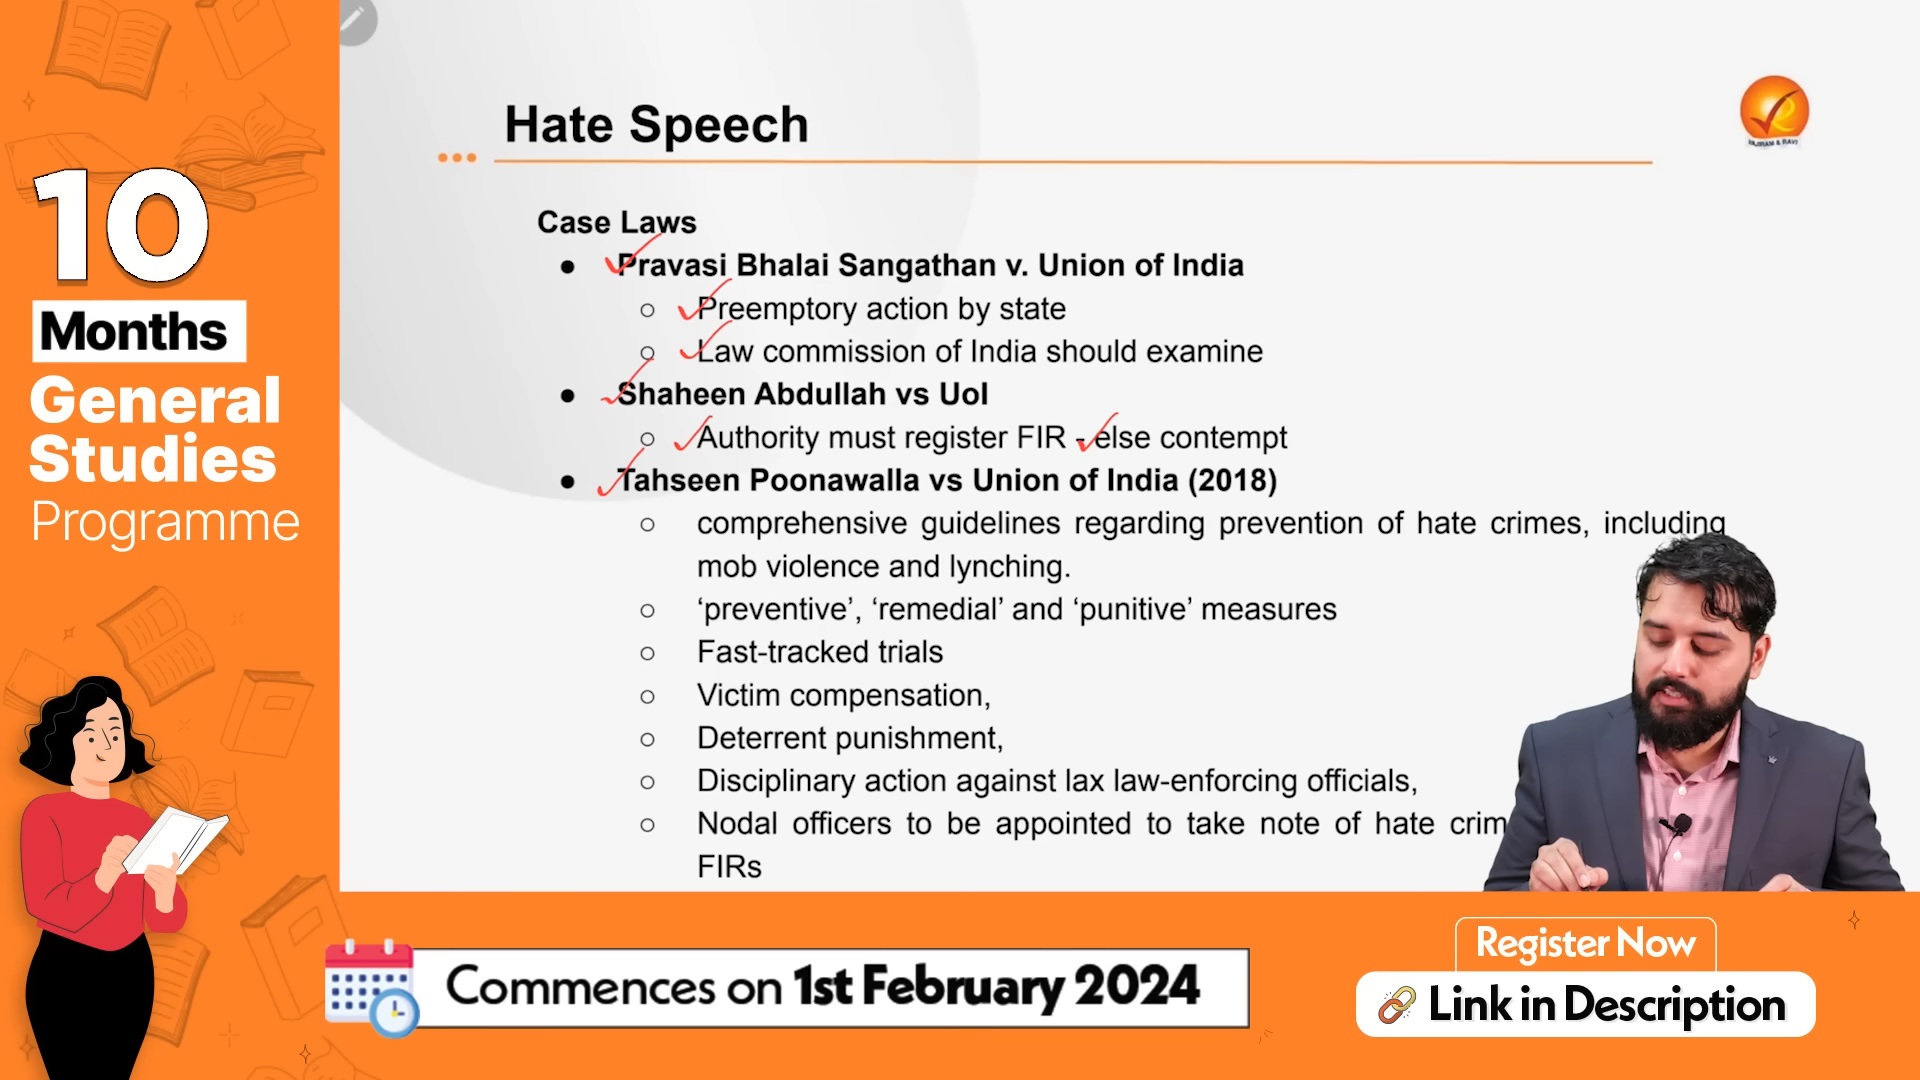 10
Months
General
Studies
Programme
Hate Speech
VAJIRAM & RAVI
Case Laws
● Pravasi Bhalai Sangathan v. Union of India
○ Preemptory action by state
○ Law commission of India should examine
● Shaheen Abdullah vs UoI
○ Authority must register FIR - else contempt
● Tahseen Poonawalla vs Union of India (2018)
○ comprehensive guidelines regarding prevention of hate crimes, including
mob violence and lynching.
○ ‘preventive’, ‘remedial’ and ‘punitive’ measures
○ Fast-tracked trials
○ Victim compensation,
○ Deterrent punishment,
○ Disciplinary action against lax law-enforcing officials,
○ Nodal officers to be appointed to take note of hate crim
FIRs
Commences on 1st February 2024
Register Now
Link in Description